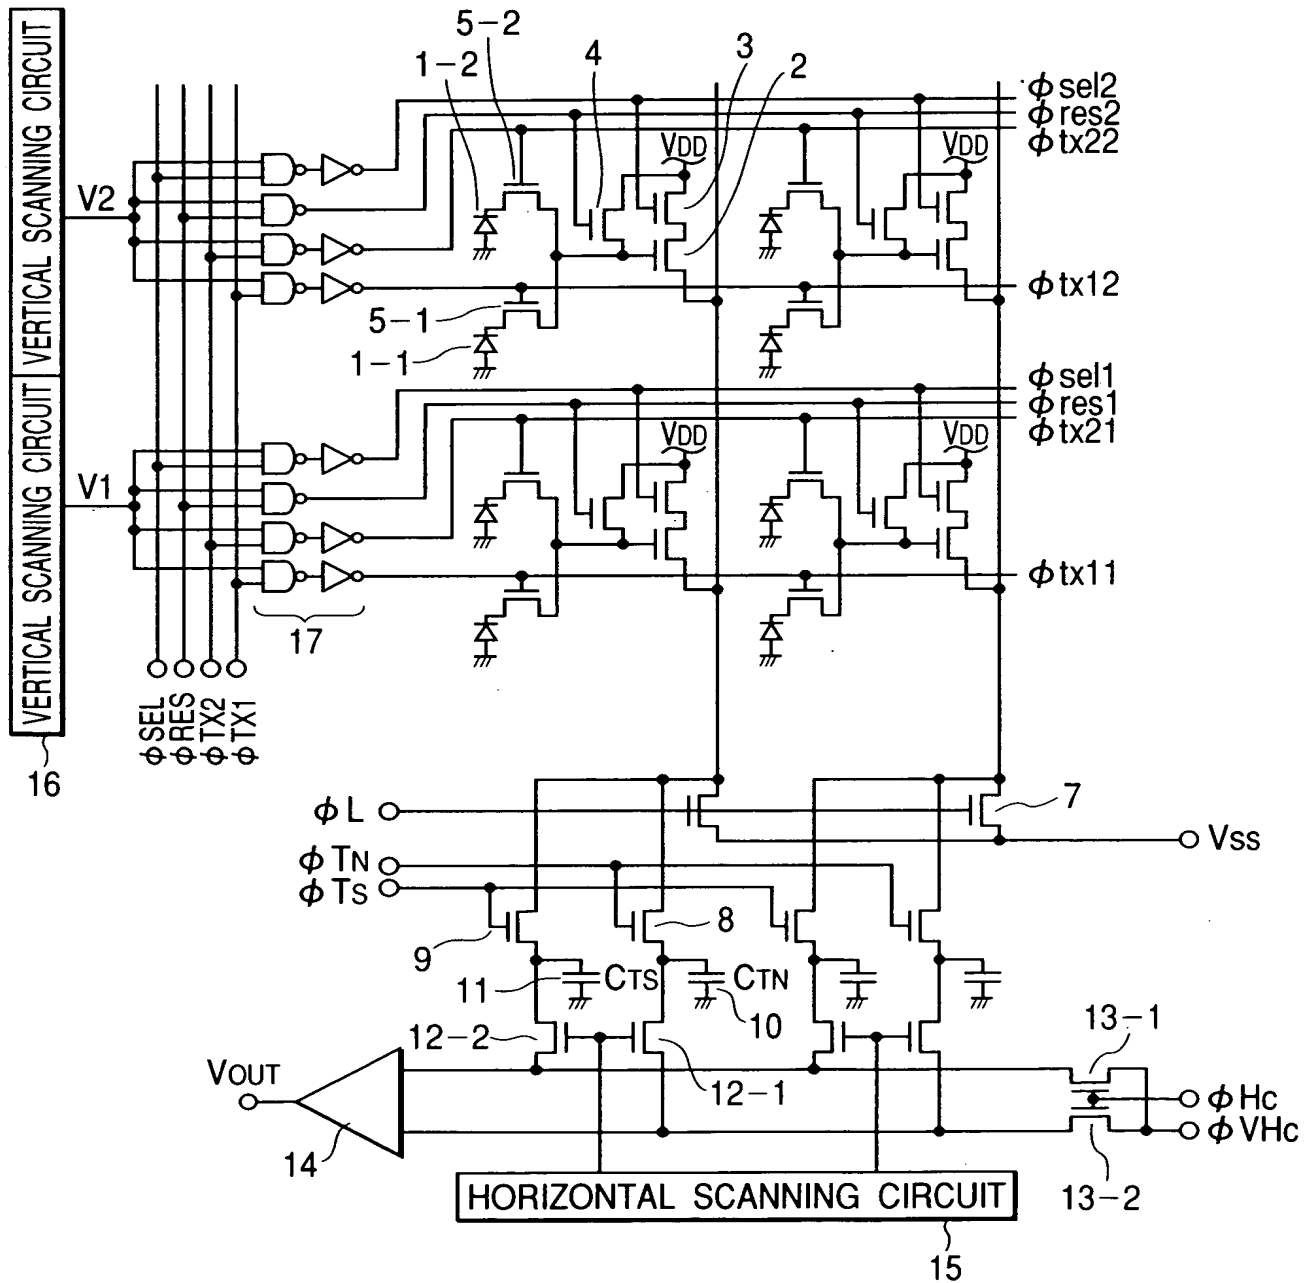 VERTICAL SCANNING CIRCUIT
VERTICAL SCANNING CIRCUIT
16
V2
V1
5-2
1-2
4
3
2
VDD
VDD
ϕsel2
ϕres2
ϕtx22
ϕtx12
5-1
1-1
ϕsel1
ϕres1
ϕtx21
VDD
VDD
ϕtx11
17
ϕSEL
ϕRES
ϕTX2
ϕTX1
ϕL
7
VSS
ϕTN
ϕTS
9
8
11
CTS
CTN
10
12-2
12-1
13-1
VOUT
14
ϕHC
ϕVHC
13-2
HORIZONTAL SCANNING CIRCUIT
15